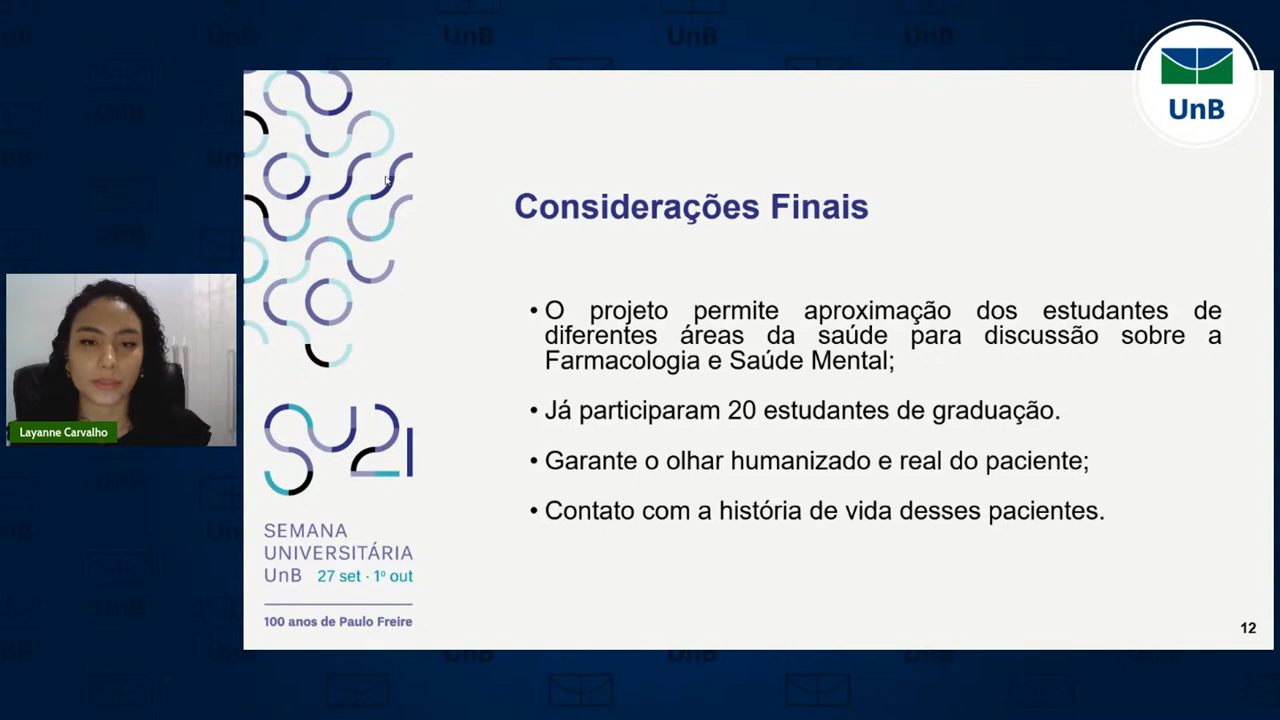 UnB
Considerações Finais
• O projeto permite aproximação dos estudantes de
diferentes áreas da saúde para discussão sobre a
Farmacologia e Saúde Mental;
• Já participaram 20 estudantes de graduação.
• Garante o olhar humanizado e real do paciente;
• Contato com a história de vida desses pacientes.
Layanne Carvalho
SU21
SEMANA
UNIVERSITÁRIA
UnB 27 set · 1º out
100 anos de Paulo Freire
12